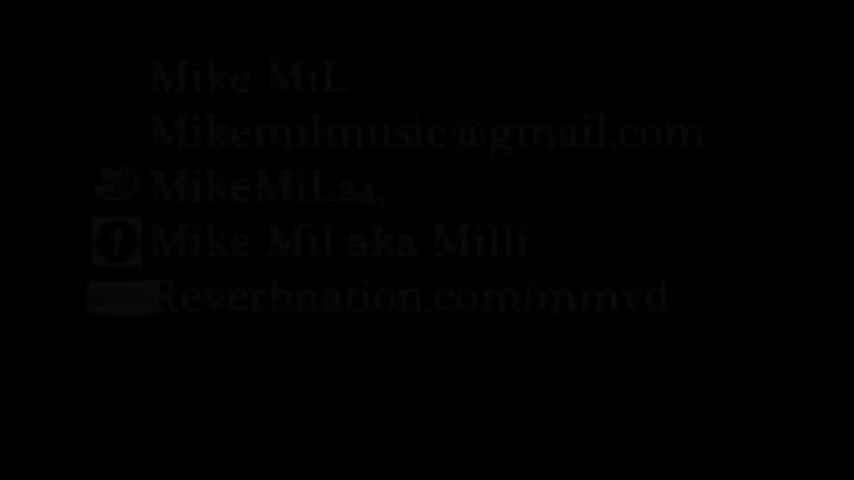 Mike MiL
Mikemilmusic@gmail.com
MikeMiL24
Mike Mil aka Milli
Reverbnation.com/mmvd